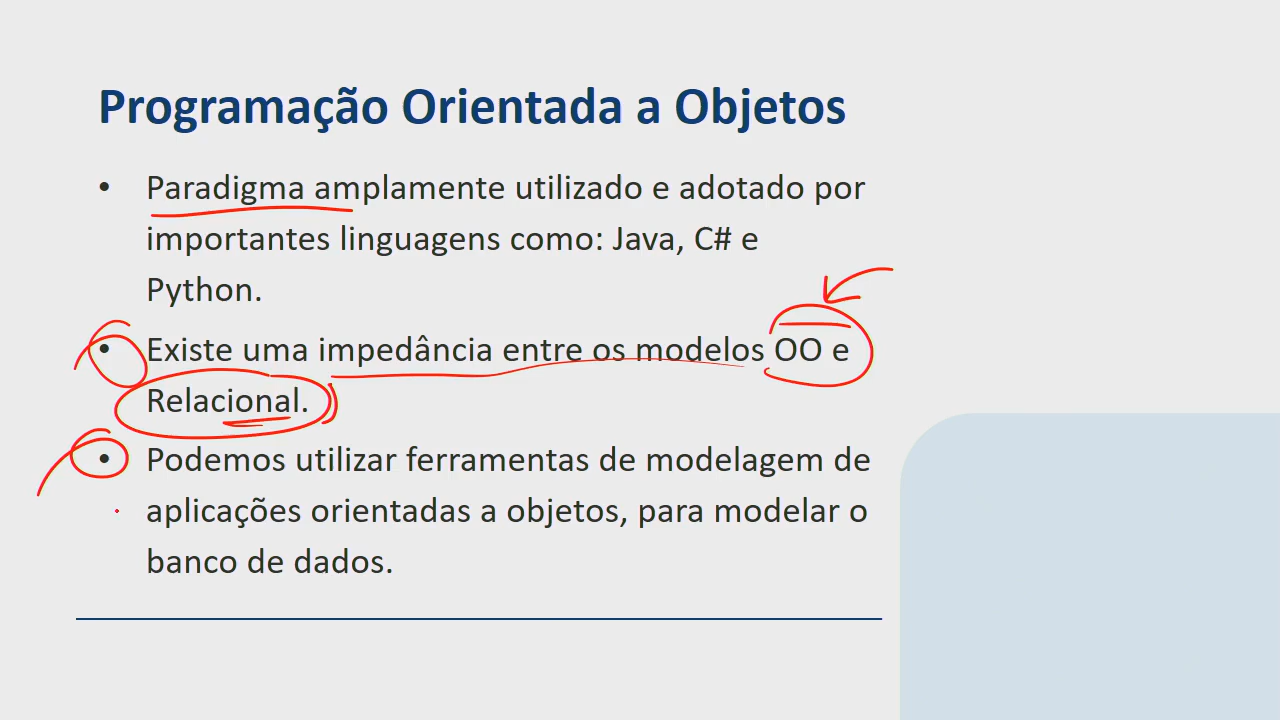 Programação Orientada a Objetos
• Paradigma amplamente utilizado e adotado por
importantes linguagens como: Java, C# e
Python.
• Existe uma impedância entre os modelos OO e
Relacional.
• Podemos utilizar ferramentas de modelagem de
aplicações orientadas a objetos, para modelar o
banco de dados.